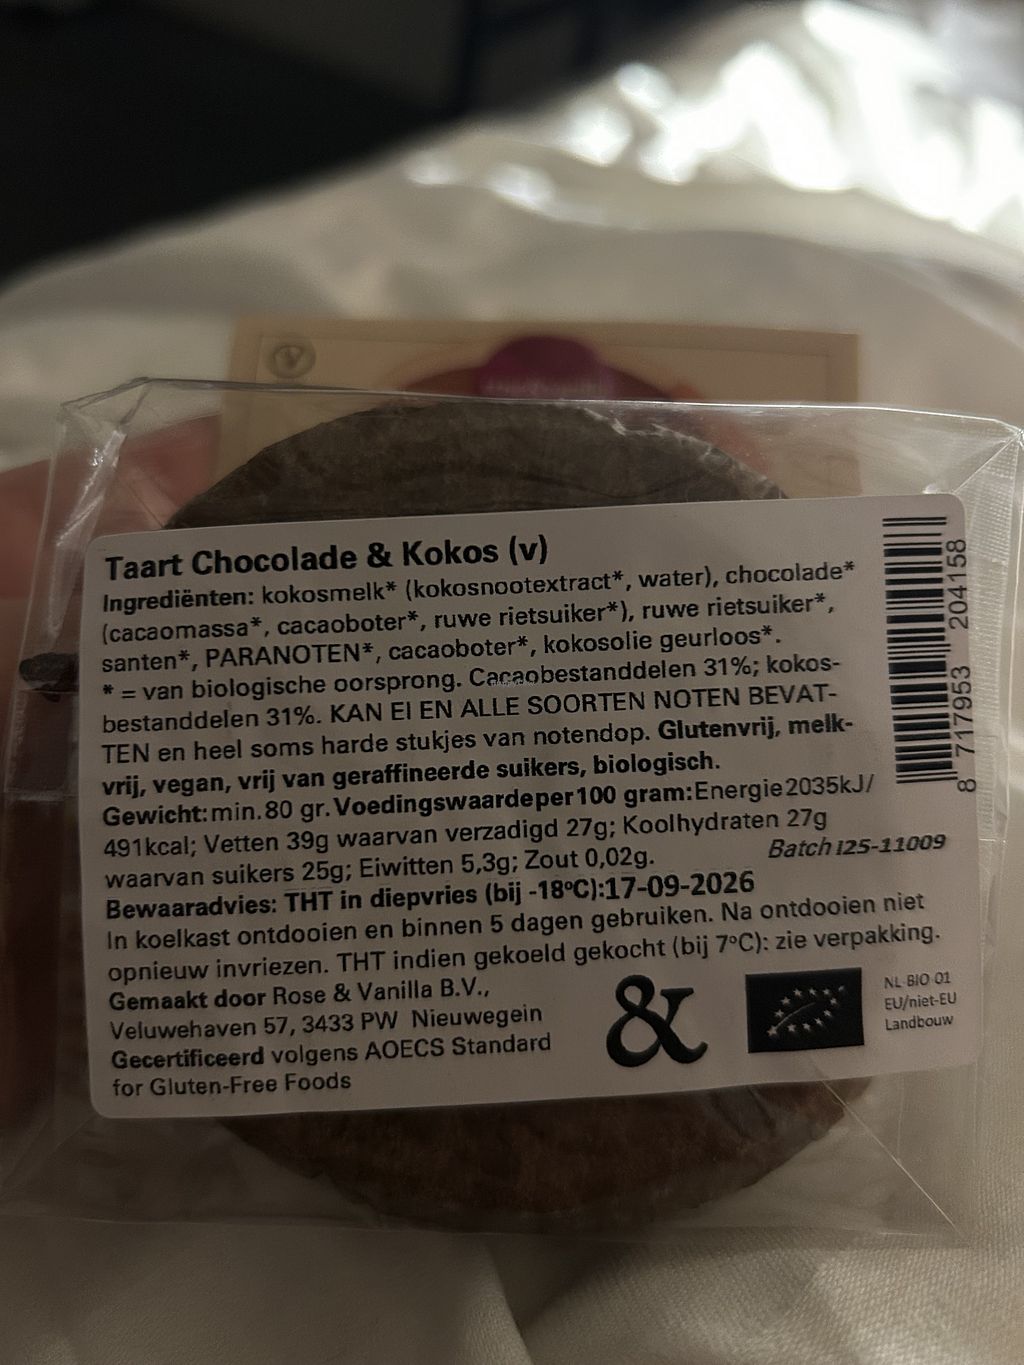 Taart Chocolade & Kokos (v)
Ingrediënten: kokosmelk* (kokosnootextract*, water), chocolade*
(cacaomassa*, cacaoboter*, ruwe rietsuiker*), ruwe rietsuiker*,
santen*, PARANOTEN*, cacaoboter*, kokosolie geurloos*.
* = van biologische oorsprong. Cacaobestanddelen 31%; kokos-
bestanddelen 31%. KAN EI EN ALLE SOORTEN NOTEN BEVAT-
TEN en heel soms harde stukjes van notendop. Glutenvrij, melk-
vrij, vegan, vrij van geraffineerde suikers, biologisch.
Gewicht: min. 80 gr. Voedingswaarde per 100 gram: Energie 2035kJ/
491kcal; Vetten 39g waarvan verzadigd 27g; Koolhydraten 27g
waarvan suikers 25g; Eiwitten 5,3g; Zout 0,02g.
Batch i25-11009
Bewaaradvies: THT in diepvries (bij -18ºC):17-09-2026
In koelkast ontdooien en binnen 5 dagen gebruiken. Na ontdooien niet
opnieuw invriezen. THT indien gekoeld gekocht (bij 7ºC): zie verpakking.
Gemaakt door Rose & Vanilla B.V.,
Veluwehaven 57, 3433 PW Nieuwegein
Gecertificeerd volgens AOECS Standard
for Gluten-Free Foods
&
NL-BIO-01
EU/niet-EU
Landbouw
8 717953 204158
V